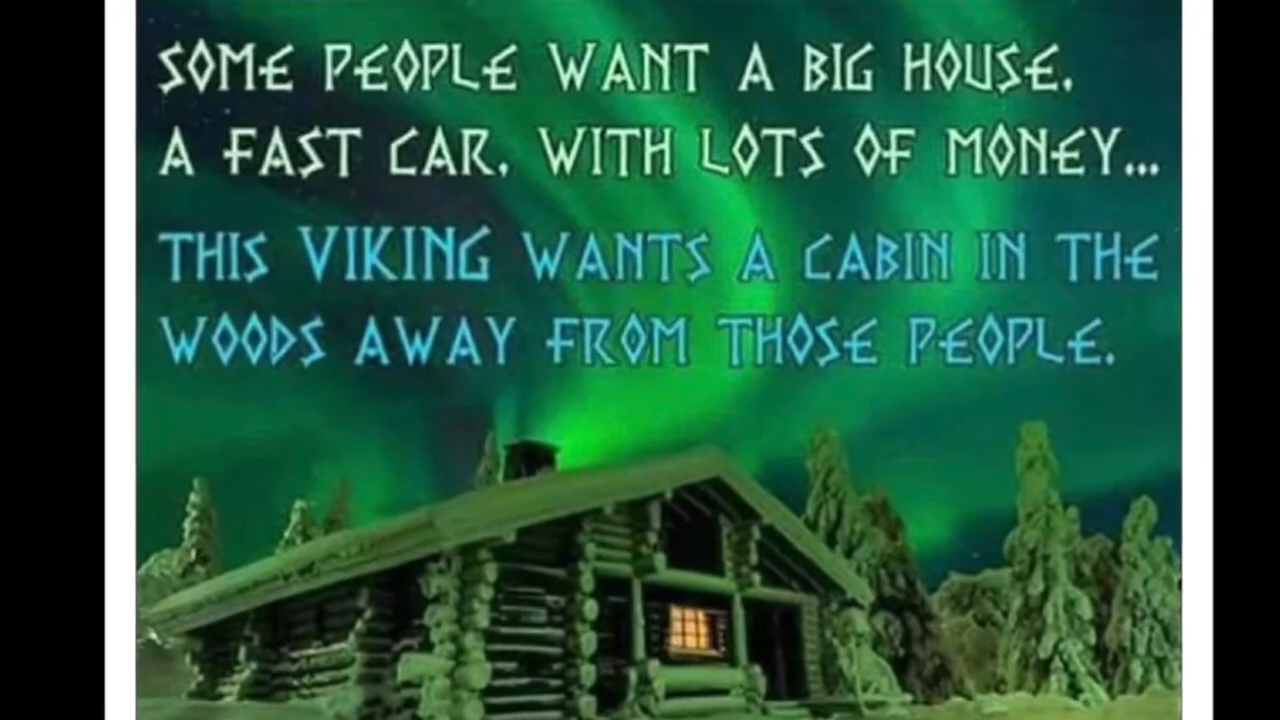 SOME PEOPLE WANT A BIG HOUSE,
A FAST CAR, WITH LOTS OF MONEY...
THIS VIKING WANTS A CABIN IN THE
WOODS AWAY FROM THOSE PEOPLE.